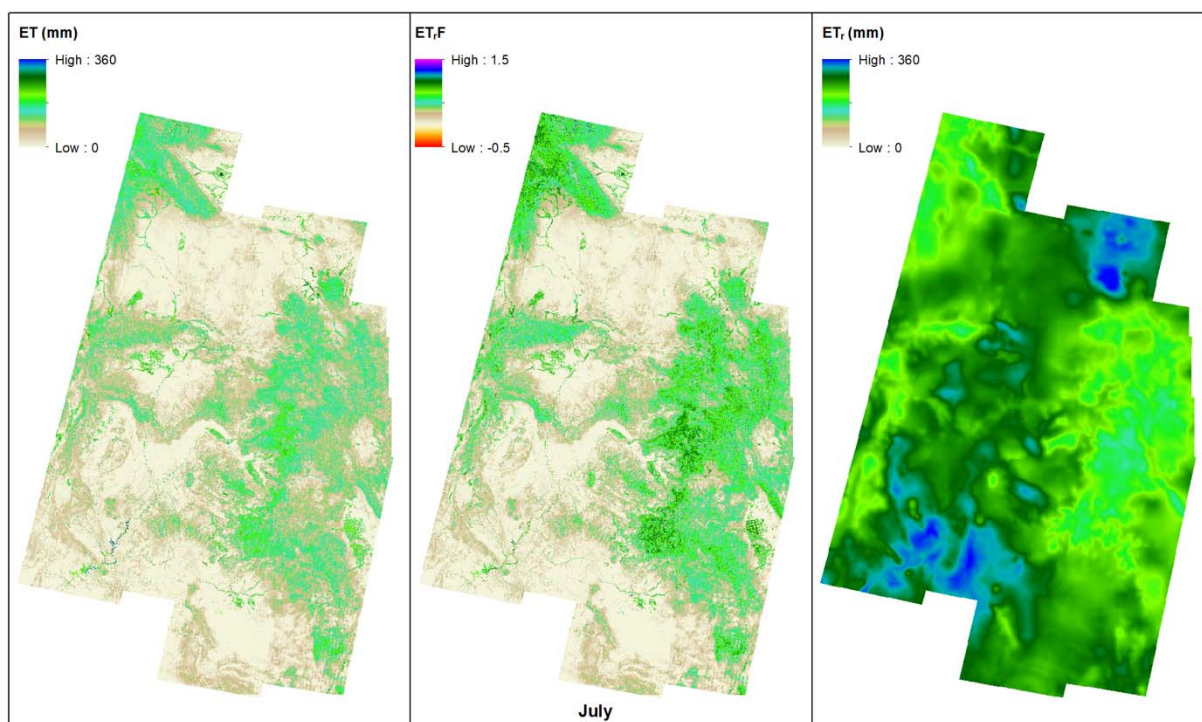 ET (mm)
High : 360
Low : 0
ETᵣF
High : 1.5
Low : -0.5
ETᵣ (mm)
High : 360
Low : 0
July